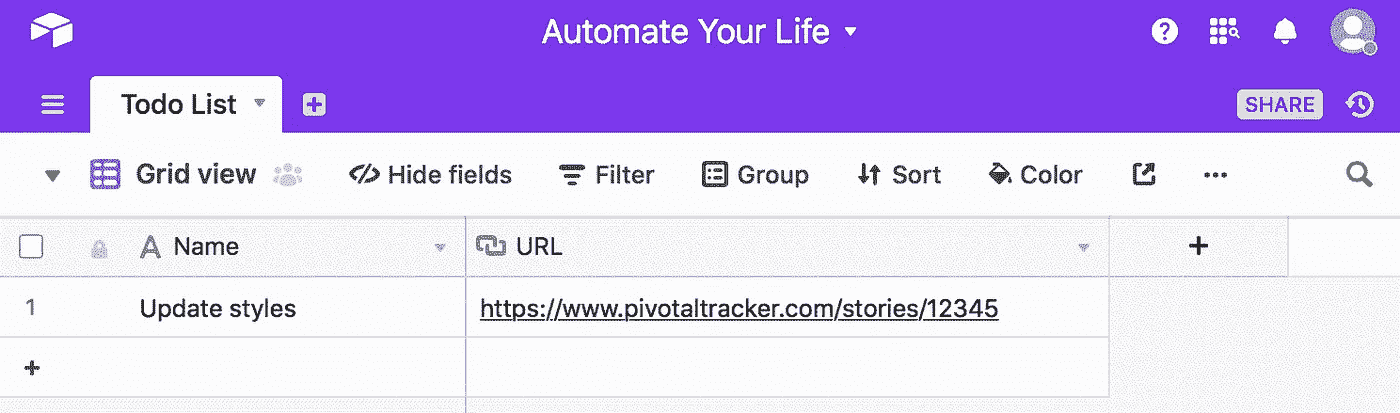 Automate Your Life
Todo List
SHARE
Grid view Hide fields Filter Group Sort Color
Name URL
1 Update styles https://www.pivotaltracker.com/stories/12345